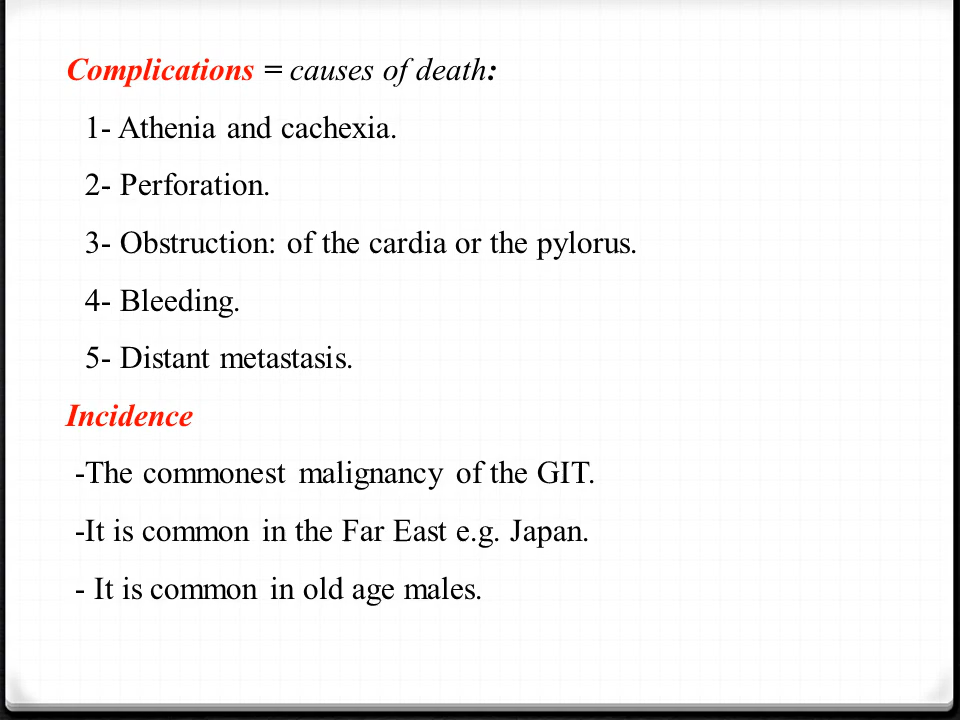 Complications = causes of death:
1- Athenia and cachexia.
2- Perforation.
3- Obstruction: of the cardia or the pylorus.
4- Bleeding.
5- Distant metastasis.
Incidence
-The commonest malignancy of the GIT.
-It is common in the Far East e.g. Japan.
- It is common in old age males.